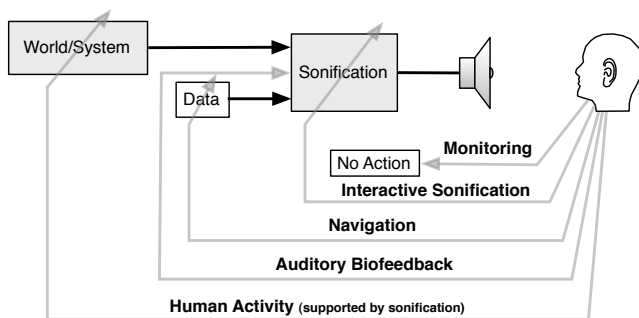 World/System
Sonification
Data
Monitoring
No Action
Interactive Sonification
Navigation
Auditory Biofeedback
Human Activity (supported by sonification)